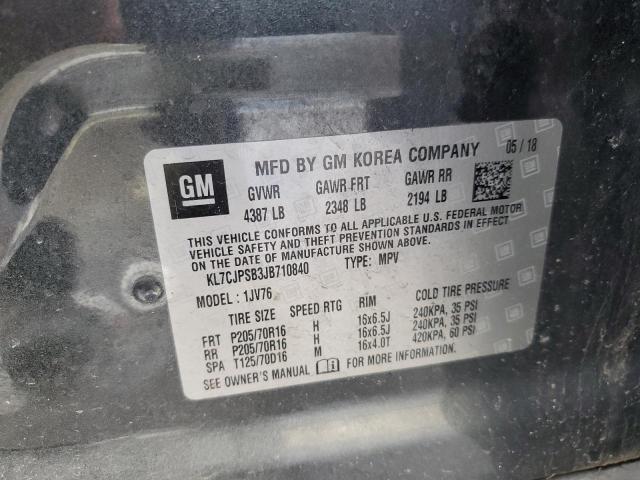 GM MFD BY GM KOREA COMPANY 05 / 18
GVWR GAWR FRT GAWR RR
4387 LB 2348 LB 2194 LB
THIS VEHICLE CONFORMS TO ALL APPLICABLE U.S. FEDERAL MOTOR
VEHICLE SAFETY AND THEFT PREVENTION STANDARDS IN EFFECT
ON THE DATE OF MANUFACTURE SHOWN ABOVE.
KL7CJPSB3JB710840 TYPE: MPV
MODEL : 1JV76
TIRE SIZE SPEED RTG RIM COLD TIRE PRESSURE
FRT P205/70R16 H 16x6.5J 240KPA, 35 PSI
RR P205/70R16 H 16x6.5J 240KPA, 35 PSI
SPA T125/70D16 M 16x4.0T 420KPA, 60 PSI
SEE OWNER'S MANUAL FOR MORE INFORMATION.